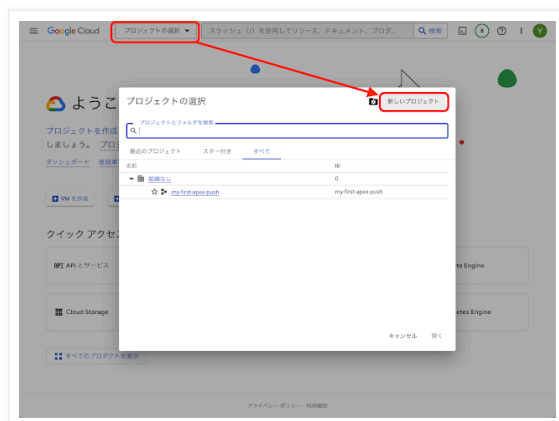 Google Cloud
プロジェクトの選択
スラッシュ（/）を使用してリソース、ドキュメント、プロダ...
検索
Y
ようこ
プロジェクトを作成
しましょう。 プロジ
ダッシュボード
プロジェクトの選択
新しいプロジェクト
プロジェクトとフォルダを検索
最近のプロジェクト スター付き すべて
名前 ID
組織なし 0
my-first-apex-push my-first-apex-push
キャンセル 開く
VM を作成
クイック アクセス
API API とサービス
te Engine
Cloud Storage
etes Engine
すべてのプロダクトを表示
プライバシー ポリシー · 利用規約